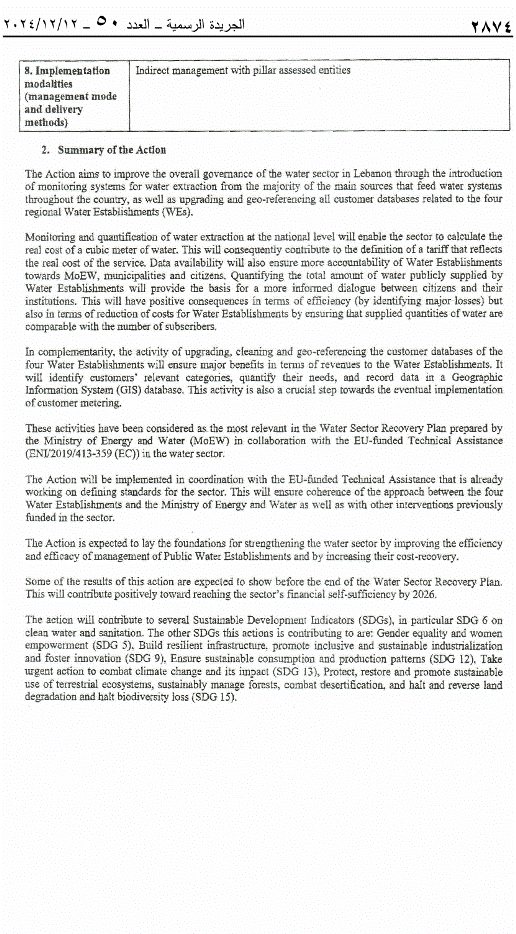 ٢٨٧٤
الجريدة الرسمية – العدد ٥٠ – ٢٠٢٤/١٢/١٢
8. Implementation
modalities
(management mode
and delivery
methods)
Indirect management with pillar assessed entities
2. Summary of the Action
The Action aims to improve the overall governance of the water sector in Lebanon through the introduction
of monitoring systems for water extraction from the majority of the main sources that feed water systems
throughout the country, as well as upgrading and geo-referencing all customer databases related to the four
regional Water Establishments (WEs).
Monitoring and quantification of water extraction at the national level will enable the sector to calculate the
real cost of a cubic meter of water. This will consequently contribute to the definition of a tariff that reflects
the real cost of the service. Data availability will also ensure more accountability of Water Establishments
towards MoEW, municipalities and citizens. Quantifying the total amount of water publicly supplied by
Water Establishments will provide the basis for a more informed dialogue between citizens and their
institutions. This will have positive consequences in terms of efficiency (by identifying major losses) but
also in terms of reduction of costs for Water Establishments by ensuring that supplied quantities of water are
comparable with the number of subscribers.
In complementarity, the activity of upgrading, cleaning and geo-referencing the customer databases of the
four Water Establishments will ensure major benefits in terms of revenues to the Water Establishments. It
will identify customers' relevant categories, quantify their needs, and record data in a Geographic
Information System (GIS) database. This activity is also a crucial step towards the eventual implementation
of customer metering.
These activities have been considered as the most relevant in the Water Sector Recovery Plan prepared by
the Ministry of Energy and Water (MoEW) in collaboration with the EU-funded Technical Assistance
(ENI/2019/413-359 (EC)) in the water sector.
The Action will be implemented in coordination with the EU-funded Technical Assistance that is already
working on defining standards for the sector. This will ensure coherence of the approach between the four
Water Establishments and the Ministry of Energy and Water as well as with other interventions previously
funded in the sector.
The Action is expected to lay the foundations for strengthening the water sector by improving the efficiency
and efficacy of management of Public Water Establishments and by increasing their cost-recovery.
Some of the results of this action are expected to show before the end of the Water Sector Recovery Plan.
This will contribute positively toward reaching the sector's financial self-sufficiency by 2026.
The action will contribute to several Sustainable Development Indicators (SDGs), in particular SDG 6 on
clean water and sanitation. The other SDGs this actions is contributing to are: Gender equality and women
empowerment (SDG 5), Build resilient infrastructure, promote inclusive and sustainable industrialization
and foster innovation (SDG 9), Ensure sustainable consumption and production patterns (SDG 12), Take
urgent action to combat climate change and its impact (SDG 13), Protect, restore and promote sustainable
use of terrestrial ecosystems, sustainably manage forests, combat desertification, and halt and reverse land
degradation and halt biodiversity loss (SDG 15).